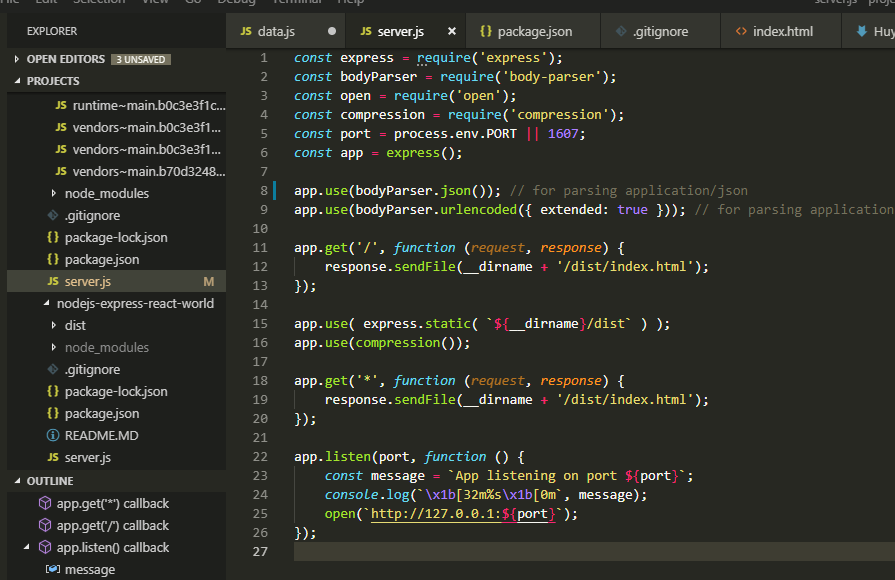 File Edit Selection View Go Debug Terminal Help
server.js - proje
EXPLORER
OPEN EDITORS 3 UNSAVED
PROJECTS
JS runtime~main.b0c3e3f1c...
JS vendors~main.b0c3e3f1...
JS vendors~main.b0c3e3f1...
JS vendors~main.b70d3248...
node_modules
.gitignore
{} package-lock.json
{} package.json
JS server.js M
nodejs-express-react-world
dist
node_modules
.gitignore
{} package-lock.json
{} package.json
README.MD
JS server.js
OUTLINE
app.get('*') callback
app.get('/') callback
app.listen() callback
message
JS data.js
JS server.js ×
{} package.json
.gitignore
<> index.html
Huy
1 const express = require('express');
2 const bodyParser = require('body-parser');
3 const open = require('open');
4 const compression = require('compression');
5 const port = process.env.PORT || 1607;
6 const app = express();
7
8 app.use(bodyParser.json()); // for parsing application/json
9 app.use(bodyParser.urlencoded({ extended: true })); // for parsing application
10
11 app.get('/', function (request, response) {
12 response.sendFile(__dirname + '/dist/index.html');
13 });
14
15 app.use( express.static( `${__dirname}/dist` ) );
16 app.use(compression());
17
18 app.get('*', function (request, response) {
19 response.sendFile(__dirname + '/dist/index.html');
20 });
21
22 app.listen(port, function () {
23 const message = `App listening on port ${port}`;
24 console.log(`\x1b[32m%s\x1b[0m`, message);
25 open(`http://127.0.0.1:${port}`);
26 });
27